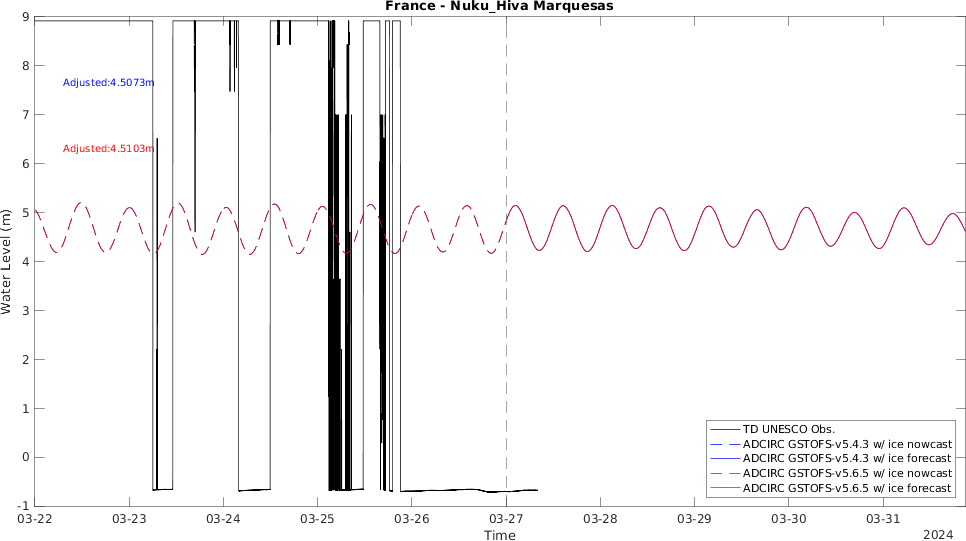 France - Nuku_Hiva Marquesas
9
8
7
6
5
4
3
2
1
0
-1
Water Level (m)
Adjusted:4.5073m
Adjusted:4.5103m
TD UNESCO Obs.
ADCIRC GSTOFS-v5.4.3 w/ ice nowcast
ADCIRC GSTOFS-v5.4.3 w/ ice forecast
ADCIRC GSTOFS-v5.6.5 w/ ice nowcast
ADCIRC GSTOFS-v5.6.5 w/ ice forecast
03-22 03-23 03-24 03-25 03-26 03-27 03-28 03-29 03-30 03-31
Time
2024